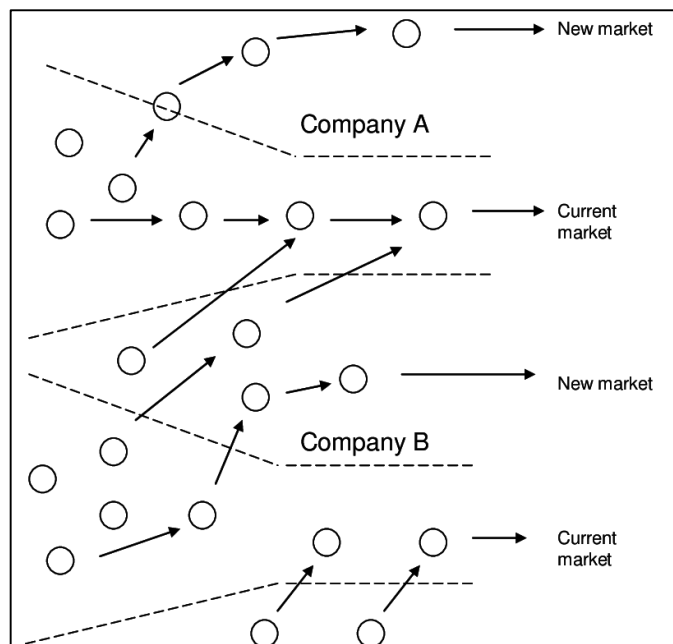 New market
Company A
Current
market
New market
Company B
Current
market